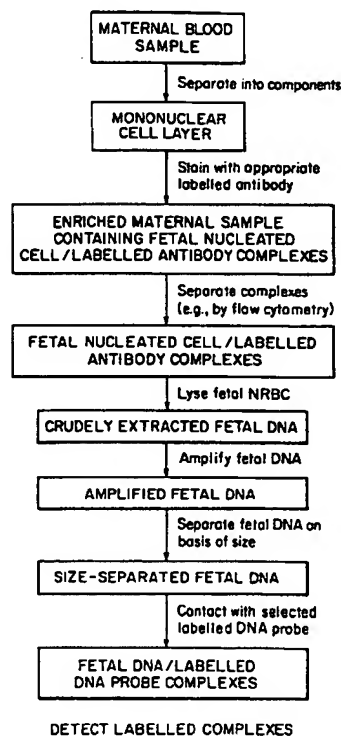 MATERNAL BLOOD
SAMPLE
Separate into components
MONONUCLEAR
CELL LAYER
Stain with appropriate
labelled antibody
ENRICHED MATERNAL SAMPLE
CONTAINING FETAL NUCLEATED
CELL/LABELLED ANTIBODY COMPLEXES
Separate complexes
(e.g., by flow cytometry)
FETAL NUCLEATED CELL/LABELLED
ANTIBODY COMPLEXES
Lyse fetal NRBC
CRUDELY EXTRACTED FETAL DNA
Amplify fetal DNA
AMPLIFIED FETAL DNA
Separate fetal DNA on
basis of size
SIZE-SEPARATED FETAL DNA
Contact with selected
labelled DNA probe
FETAL DNA/LABELLED
DNA PROBE COMPLEXES
DETECT LABELLED COMPLEXES